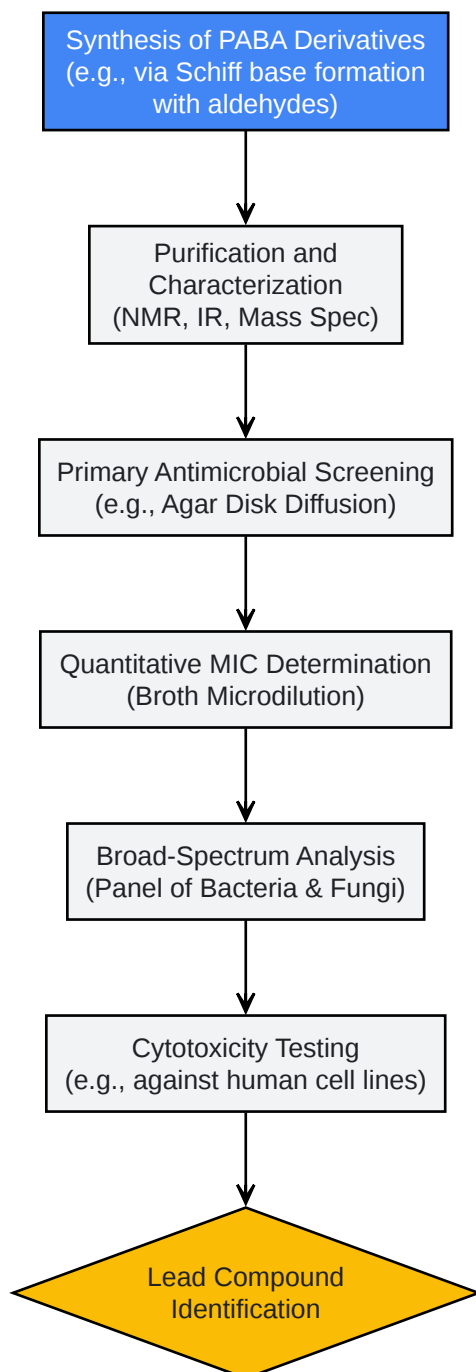 Synthesis of PABA Derivatives
(e.g., via Schiff base formation
with aldehydes)
Purification and
Characterization
(NMR, IR, Mass Spec)
Primary Antimicrobial Screening
(e.g., Agar Disk Diffusion)
Quantitative MIC Determination
(Broth Microdilution)
Broad-Spectrum Analysis
(Panel of Bacteria & Fungi)
Cytotoxicity Testing
(e.g., against human cell lines)
Lead Compound
Identification